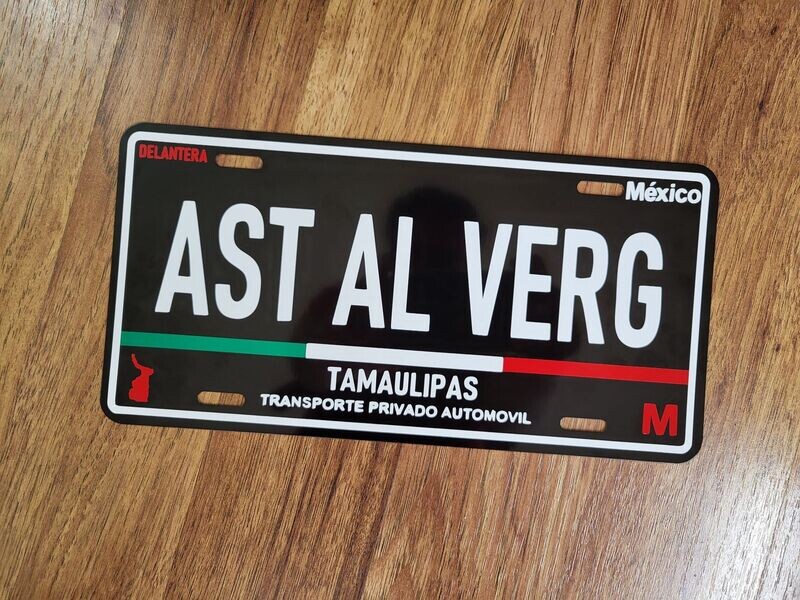 DELANTERA
México
AST AL VERG
TAMAULIPAS
TRANSPORTE PRIVADO AUTOMOVIL
M